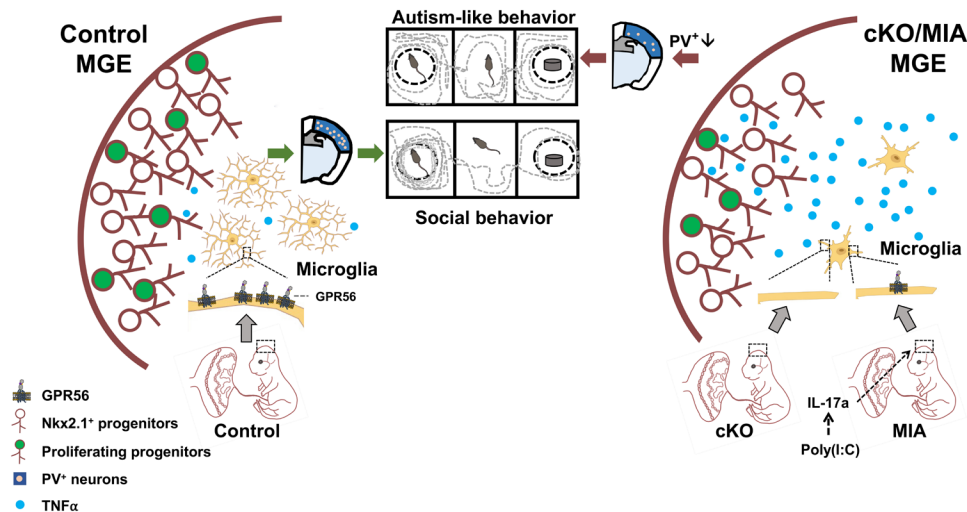 Control
MGE
Autism-like behavior
PV⁺ ↓
cKO/MIA
MGE
Social behavior
Microglia
GPR56
Microglia
Control
cKO
IL-17a
Poly(I:C)
MIA
GPR56
Nkx2.1⁺ progenitors
Proliferating progenitors
PV⁺ neurons
TNFα